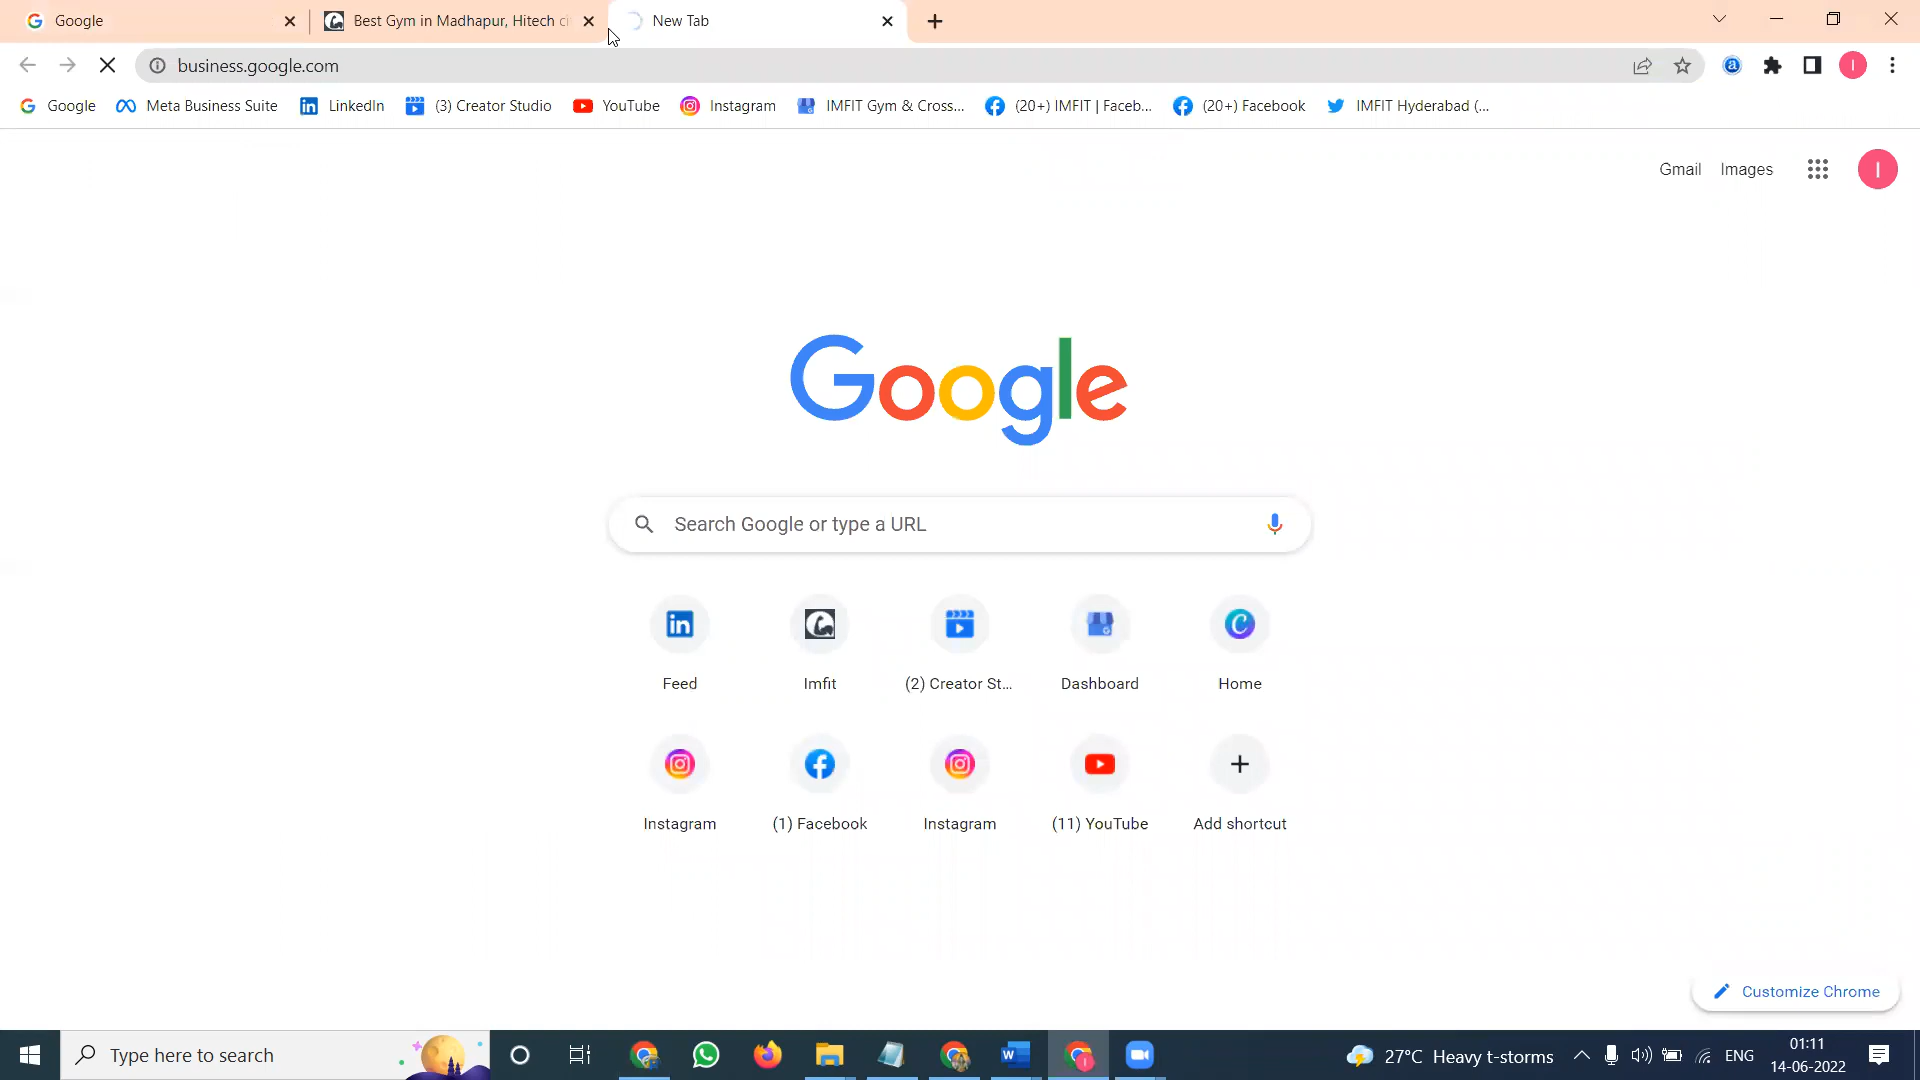 Google
Best Gym in Madhapur, Hitech ci
New Tab
business.google.com
Google
Meta Business Suite
LinkedIn
(3) Creator Studio
YouTube
Instagram
IMFIT Gym & Cross...
(20+) IMFIT | Faceb...
(20+) Facebook
IMFIT Hyderabad (...
Gmail
Images
I
Google
Search Google or type a URL
Feed
Imfit
(2) Creator St...
Dashboard
Home
Instagram
(1) Facebook
Instagram
(11) YouTube
Add shortcut
Customize Chrome
Type here to search
27°C Heavy t-storms
ENG
01:11
14-06-2022